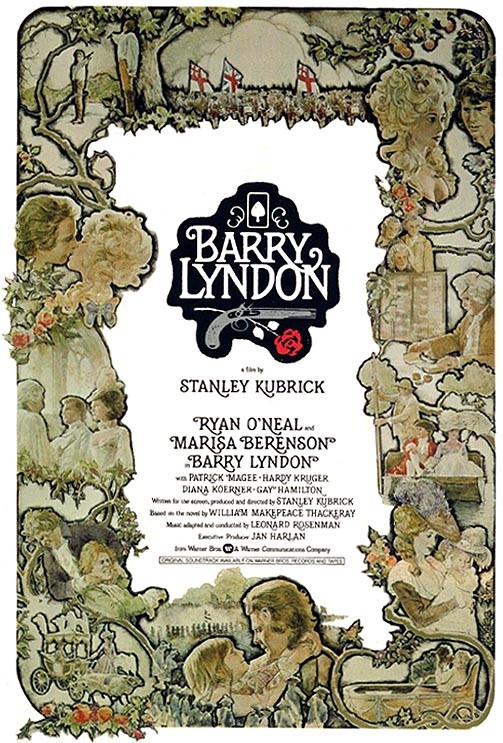 BARRY
LYNDON
a film by
STANLEY KUBRICK
RYAN O'NEAL and
MARISA BERENSON
in BARRY LYNDON
with PATRICK MAGEE · HARDY KRUGER
DIANA KOERNER · GAY HAMILTON
Written for the screen, produced and directed by STANLEY KUBRICK
Based on the novel by WILLIAM MAKEPEACE THACKERAY
Music adapted and conducted by LEONARD ROSENMAN
Executive Producer JAN HARLAN
from Warner Bros. A Warner Communications Company
ORIGINAL SOUNDTRACK AVAILABLE ON WARNER BROS. RECORDS AND TAPES